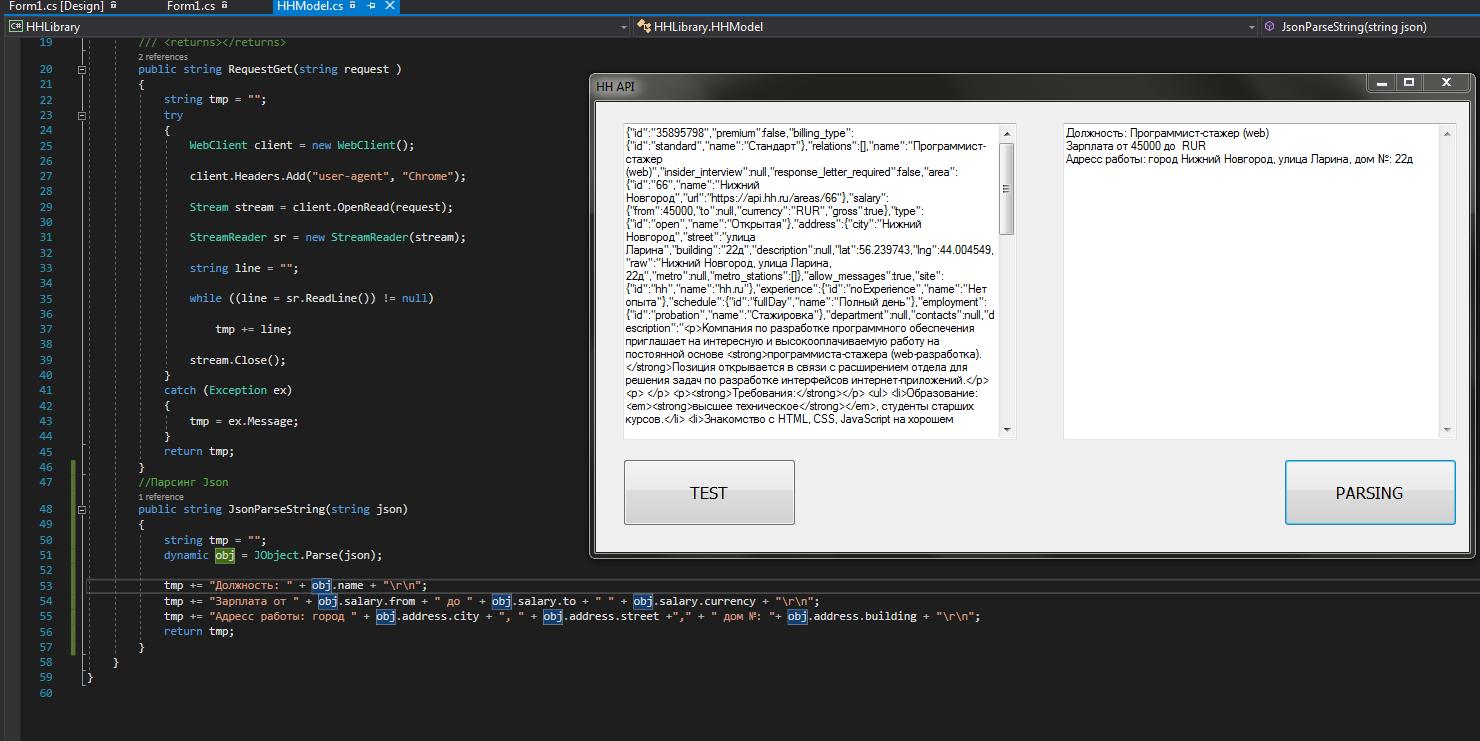 Form1.cs [Design]
Form1.cs
HHModel.cs
C# HHLibrary
HHLibrary.HHModel
JsonParseString(string json)
19 /// <returns></returns>
2 references
20 public string RequestGet(string request )
21 {
22 string tmp = "";
23 try
24 {
25 WebClient client = new WebClient();
26
27 client.Headers.Add("user-agent", "Chrome");
28
29 Stream stream = client.OpenRead(request);
30
31 StreamReader sr = new StreamReader(stream);
32
33 string line = "";
34
35 while ((line = sr.ReadLine()) != null)
36
37 tmp += line;
38
39 stream.Close();
40 }
41 catch (Exception ex)
42 {
43 tmp = ex.Message;
44 }
45 return tmp;
46 }
47 //Парсинг Json
1 reference
48 public string JsonParseString(string json)
49 {
50 string tmp = "";
51 dynamic obj = JObject.Parse(json);
52
53 tmp += "Должность: " + obj.name + "\r\n";
54 tmp += "Зарплата от " + obj.salary.from + " до " + obj.salary.to + " " + obj.salary.currency + "\r\n";
55 tmp += "Адресс работы: город " + obj.address.city + ", " + obj.address.street +"," + " дом №: "+ obj.address.building + "\r\n";
56 return tmp;
57 }
58 }
59 }
60
HH API
{"id":"35895798","premium":false,"billing_type":
{"id":"standard","name":"Стандарт"},"relations":[],"name":"Программист-
стажер
(web)","insider_interview":null,"response_letter_required":false,"area":
{"id":"66","name":"Нижний
Новгород","url":"https://api.hh.ru/areas/66"},"salary":
{"from":45000,"to":null,"currency":"RUR","gross":true},"type":
{"id":"open","name":"Открытая"},"address":{"city":"Нижний
Новгород","street":"улица
Ларина","building":"22д","description":null,"lat":56.239743,"lng":44.004549,
"raw":"Нижний Новгород, улица Ларина,
22д","metro":null,"metro_stations":[]},"allow_messages":true,"site":
{"id":"hh","name":"hh.ru"},"experience":{"id":"noExperience","name":"Нет
опыта"},"schedule":{"id":"fullDay","name":"Полный день"},"employment":
{"id":"probation","name":"Стажировка"},"department":null,"contacts":null,"d
escription":"<p>Компания по разработке программного обеспечения
приглашает на интересную и высокооплачиваемую работу на
постоянной основе <strong>программиста-стажера (web-разработка).
</strong>Позиция открывается в связи с расширением отдела для
решения задач по разработке интерфейсов интернет-приложений.</p>
<p> </p> <p><strong>Требования:</strong></p> <ul> <li>Образование:
<em><strong>высшее техническое</strong></em>, студенты старших
курсов.</li> <li>Знакомство с HTML, CSS, JavaScript на хорошем
Должность: Программист-стажер (web)
Зарплата от 45000 до  RUR
Адресс работы: город Нижний Новгород, улица Ларина, дом №: 22д
TEST
PARSING